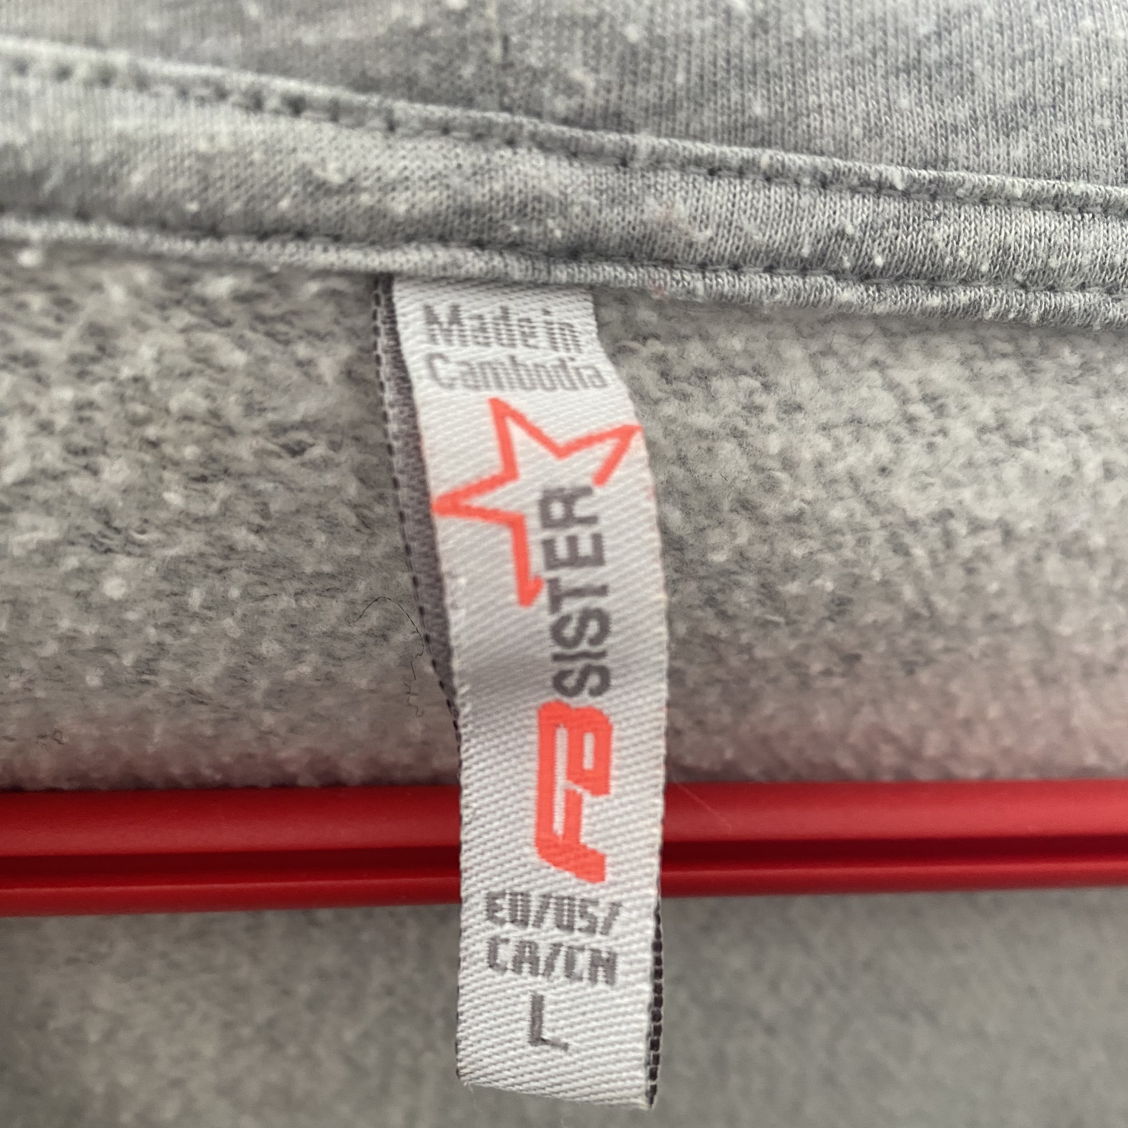 Made in
Cambodia
FB SISTER
EU/US/
CA/CN
L